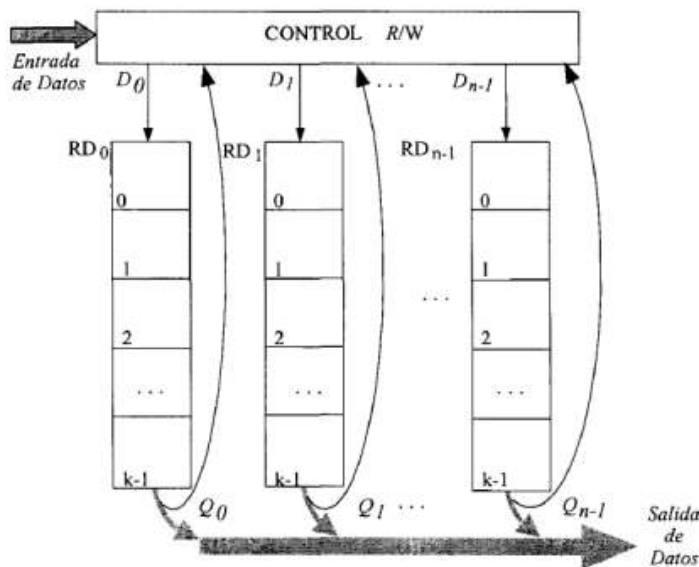 CONTROL R/W
Entrada
de Datos
D0 D1 ... Dn-1
RD0 RD1 RDn-1
0 0 0
1 1 1
...
2 2 2
... ... ...
k-1 k-1 k-1
Q0 Q1 ... Qn-1
Salida
de
Datos